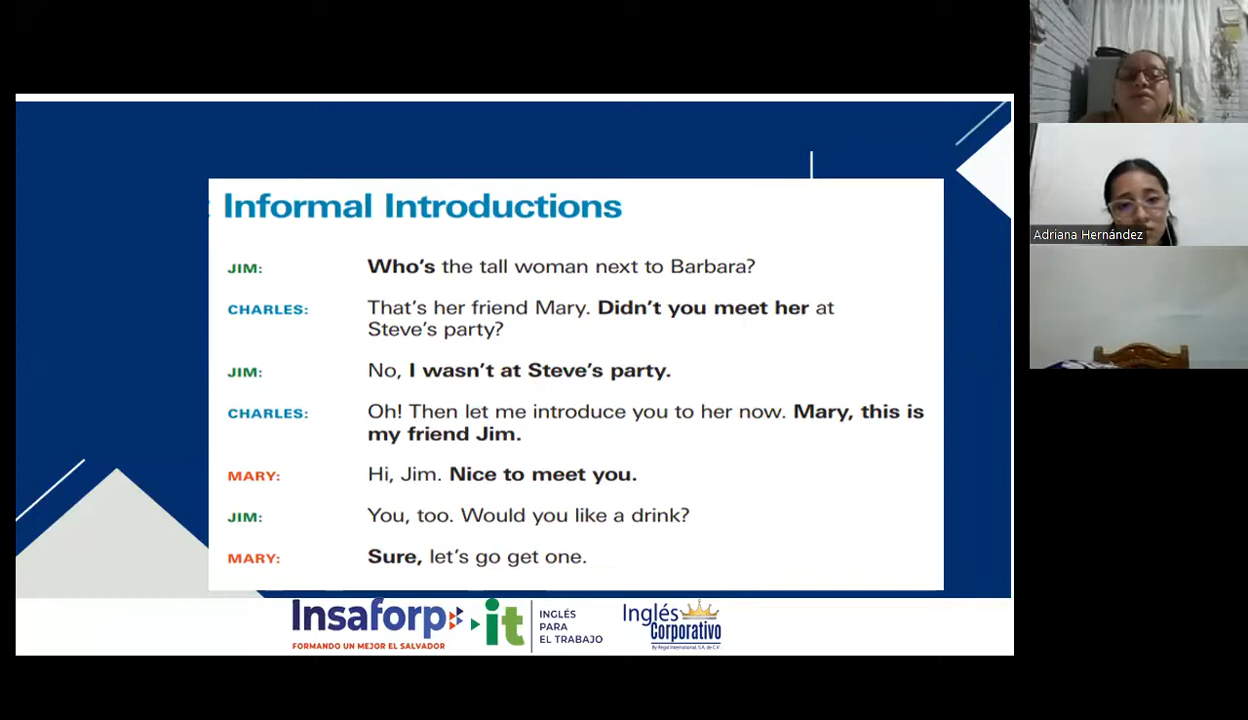 Informal Introductions
JIM: Who's the tall woman next to Barbara?
CHARLES: That's her friend Mary. Didn't you meet her at
Steve's party?
JIM: No, I wasn't at Steve's party.
CHARLES: Oh! Then let me introduce you to her now. Mary, this is
my friend Jim.
MARY: Hi, Jim. Nice to meet you.
JIM: You, too. Would you like a drink?
MARY: Sure, let's go get one.
Insaforp
FORMANDO UN MEJOR EL SALVADOR
it
INGLÉS
PARA
EL TRABAJO
Inglés
Corporativo
By Regal International, S.A. de C.V.
Adriana Hernández